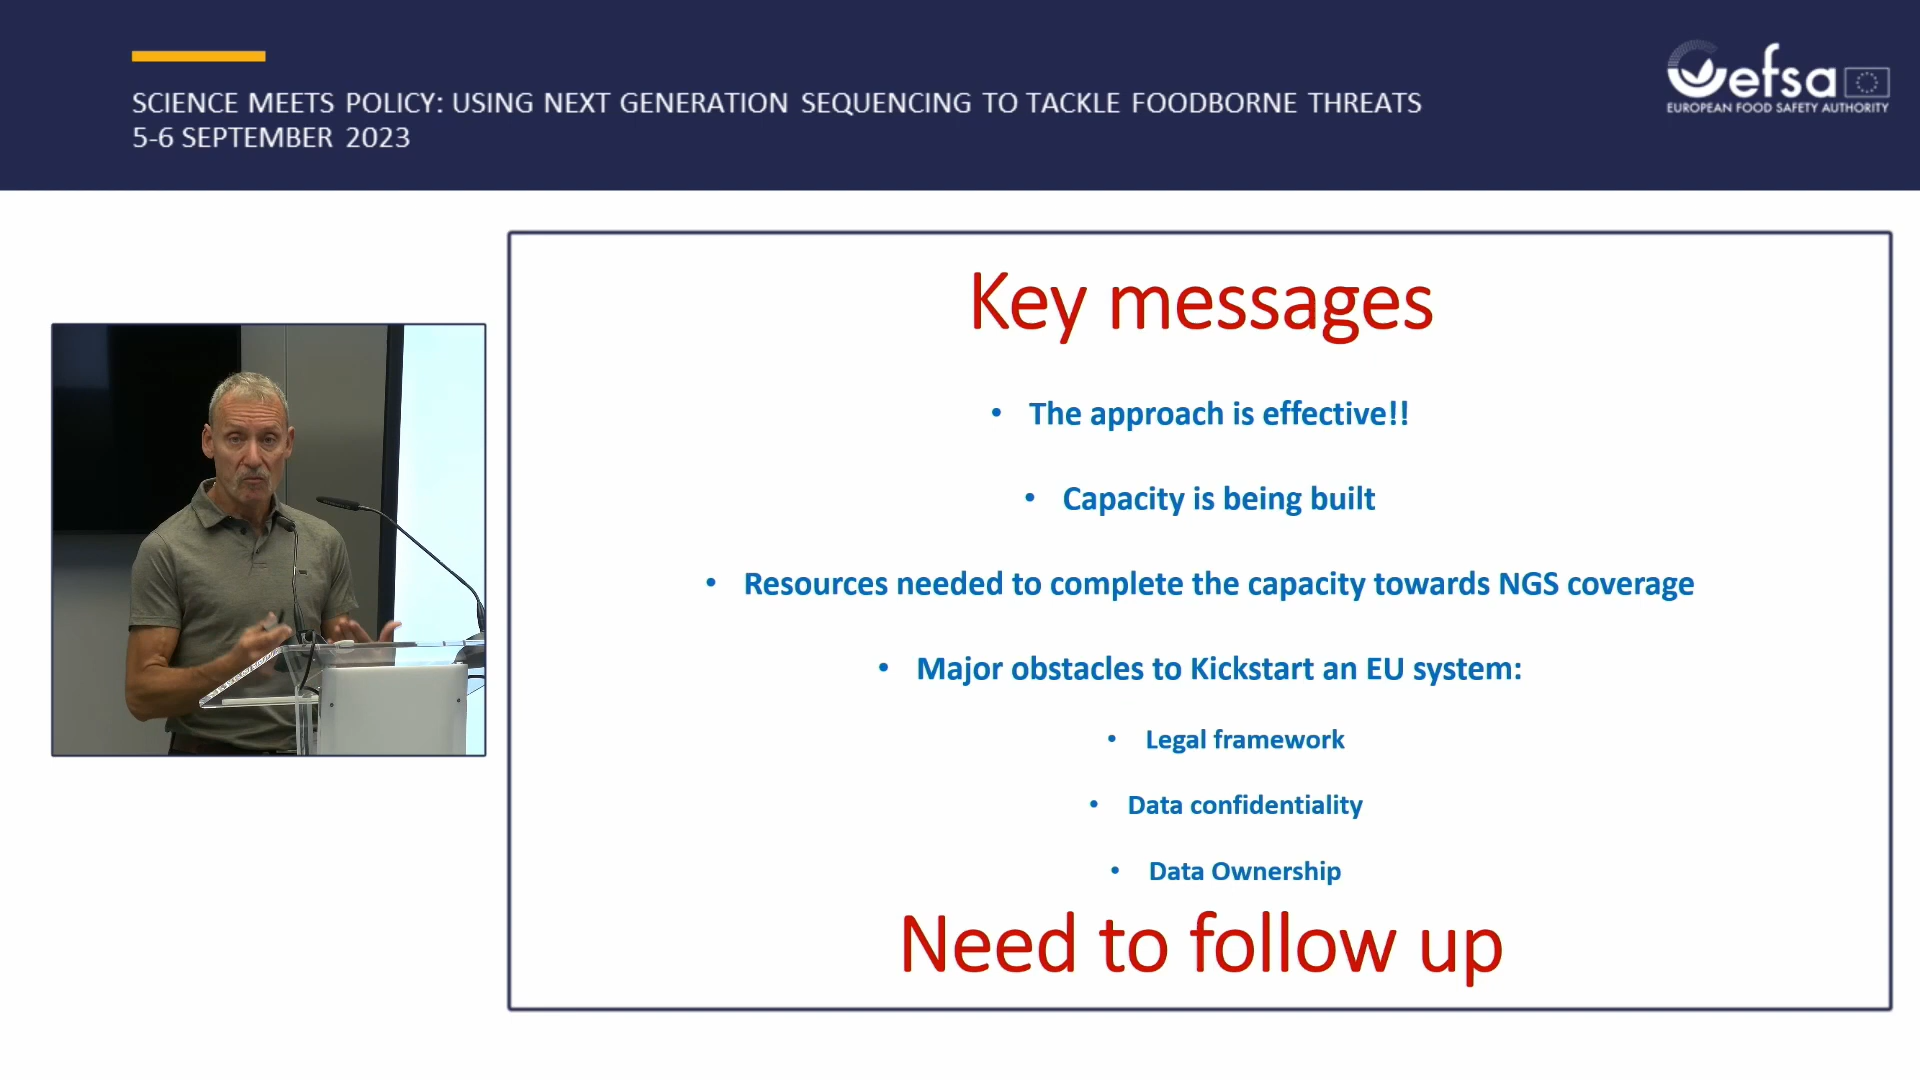 SCIENCE MEETS POLICY: USING NEXT GENERATION SEQUENCING TO TACKLE FOODBORNE THREATS
5-6 SEPTEMBER 2023
efsa
EUROPEAN FOOD SAFETY AUTHORITY
Key messages
• The approach is effective!!
• Capacity is being built
• Resources needed to complete the capacity towards NGS coverage
• Major obstacles to Kickstart an EU system:
• Legal framework
• Data confidentiality
• Data Ownership
Need to follow up